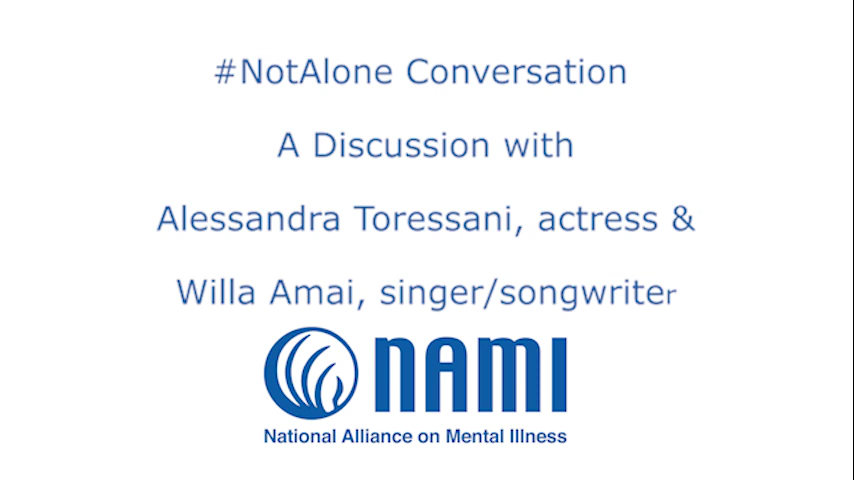 #NotAlone Conversation
A Discussion with
Alessandra Toressani, actress &
Willa Amai, singer/songwriter
NAMI
National Alliance on Mental Illness